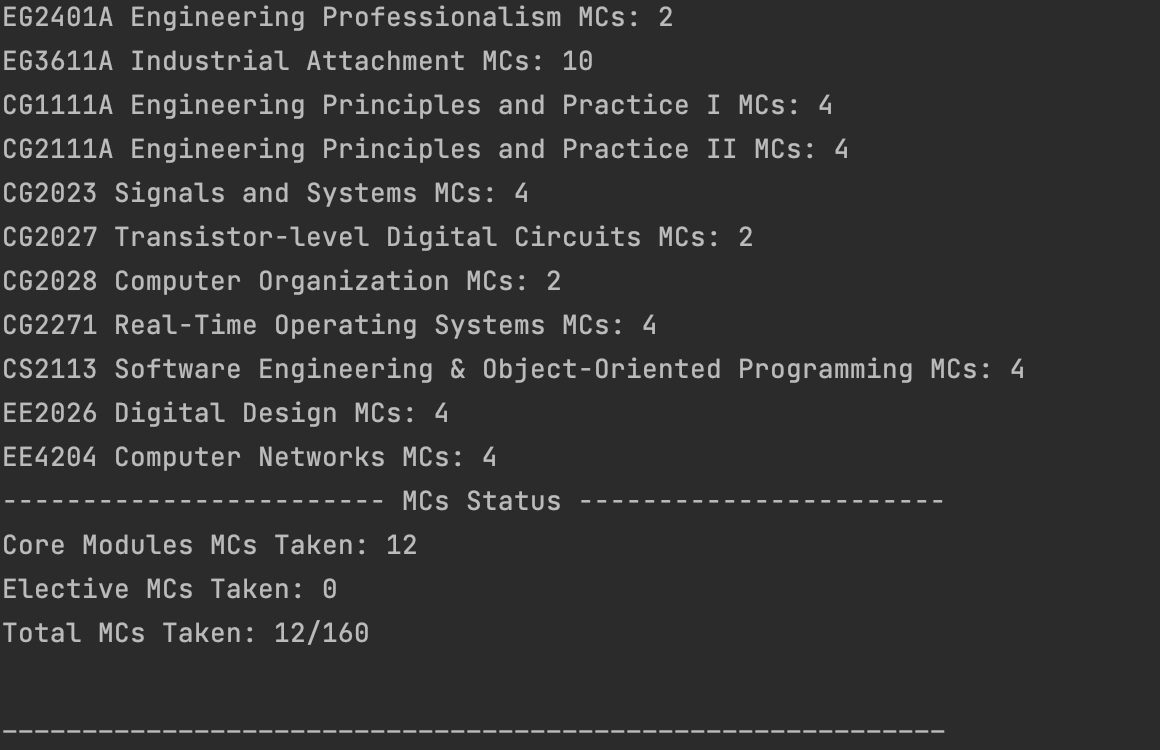 EG2401A Engineering Professionalism MCs: 2
EG3611A Industrial Attachment MCs: 10
CG1111A Engineering Principles and Practice I MCs: 4
CG2111A Engineering Principles and Practice II MCs: 4
CG2023 Signals and Systems MCs: 4
CG2027 Transistor-level Digital Circuits MCs: 2
CG2028 Computer Organization MCs: 2
CG2271 Real-Time Operating Systems MCs: 4
CS2113 Software Engineering & Object-Oriented Programming MCs: 4
EE2026 Digital Design MCs: 4
EE4204 Computer Networks MCs: 4
------------------------ MCs Status -----------------------
Core Modules MCs Taken: 12
Elective MCs Taken: 0
Total MCs Taken: 12/160
___________________________________________________________